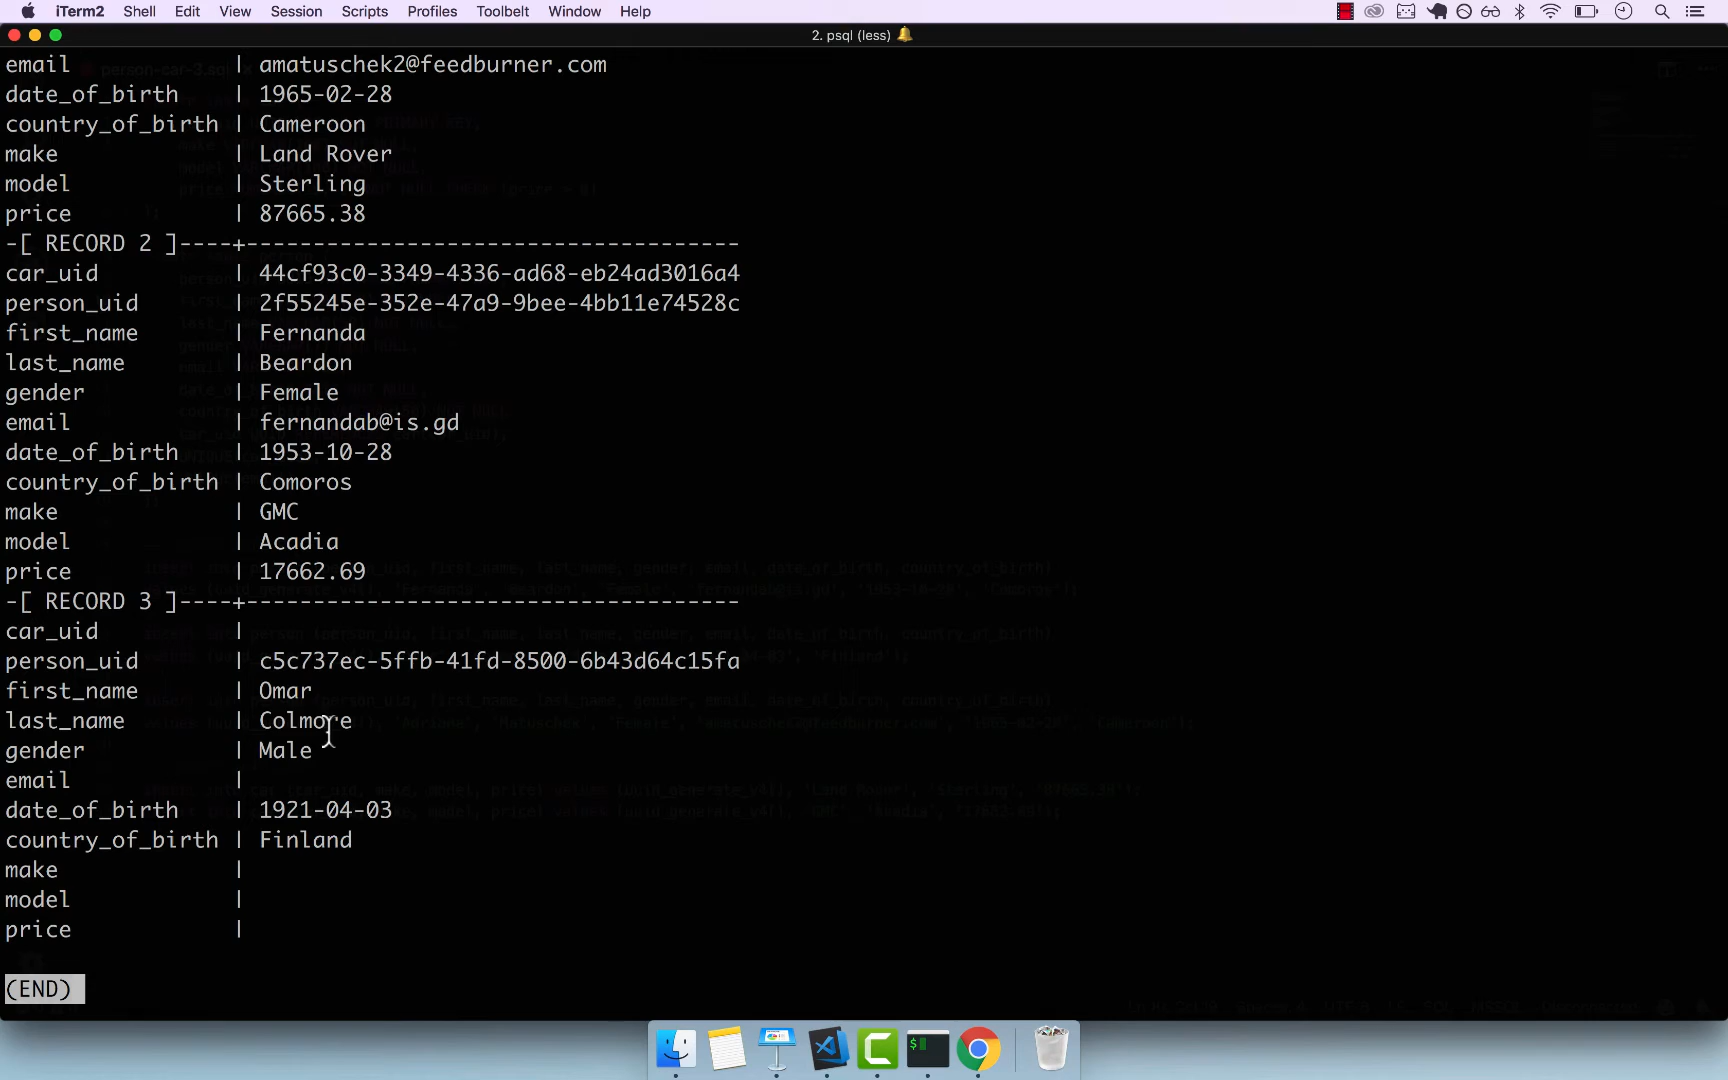 iTerm2 Shell Edit View Session Scripts Profiles Toolbelt Window Help
2. psql (less)
email | amatuschek2@feedburner.com
date_of_birth | 1965-02-28
country_of_birth | Cameroon
make | Land Rover
model | Sterling
price | 87665.38
-[ RECORD 2 ]----+-------------------------------------
car_uid | 44cf93c0-3349-4336-ad68-eb24ad3016a4
person_uid | 2f55245e-352e-47a9-9bee-4bb11e74528c
first_name | Fernanda
last_name | Beardon
gender | Female
email | fernandab@is.gd
date_of_birth | 1953-10-28
country_of_birth | Comoros
make | GMC
model | Acadia
price | 17662.69
-[ RECORD 3 ]----+-------------------------------------
car_uid |
person_uid | c5c737ec-5ffb-41fd-8500-6b43d64c15fa
first_name | Omar
last_name | Colmore
gender | Male
email |
date_of_birth | 1921-04-03
country_of_birth | Finland
make |
model |
price |
(END)